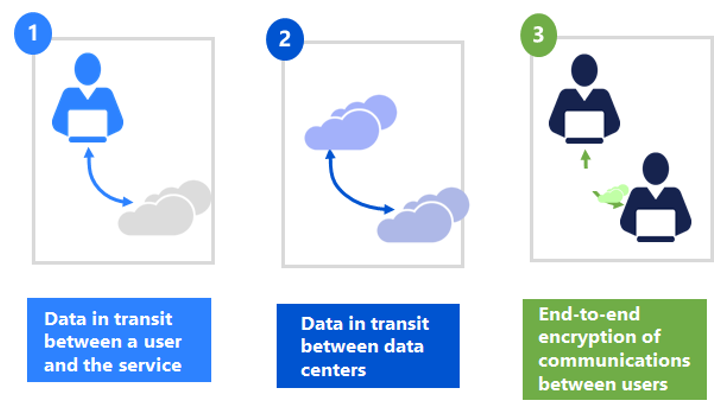 1
2
3
Data in transit
between a user
and the service
Data in transit
between data
centers
End-to-end
encryption of
communications
between users